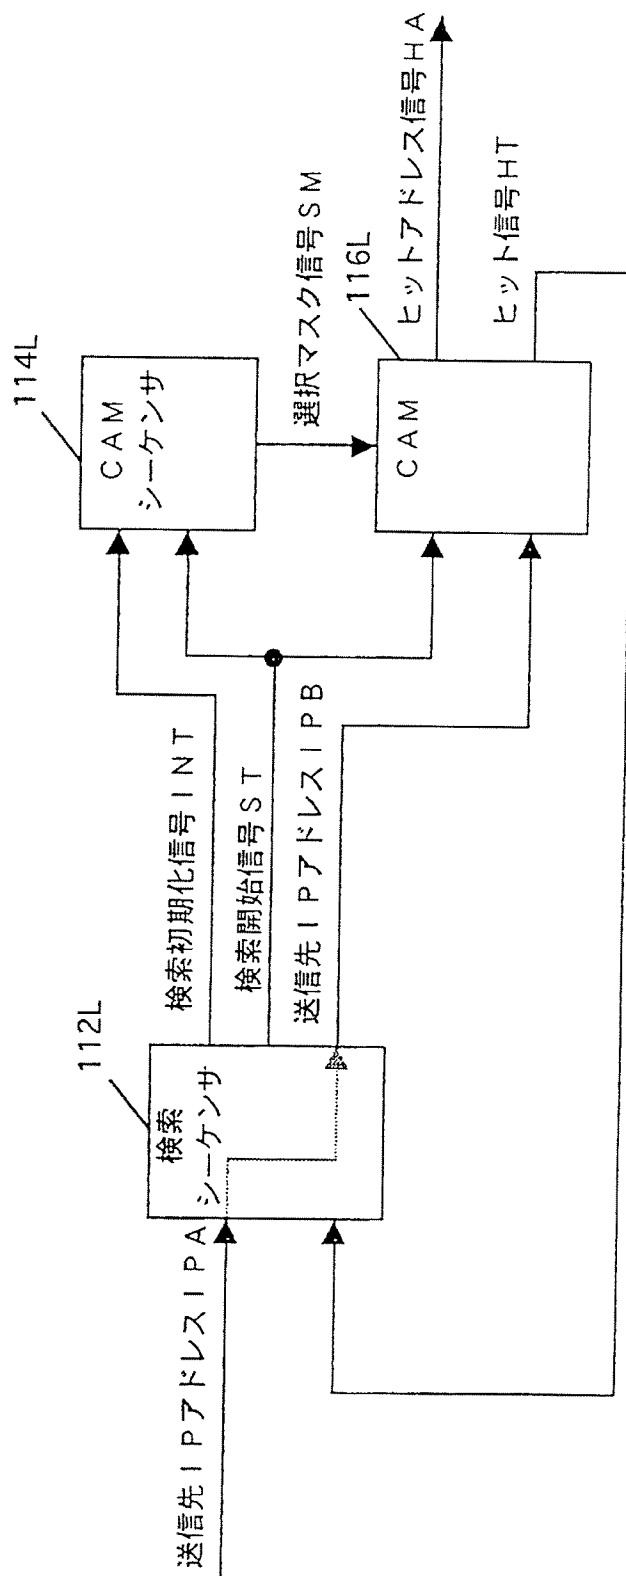 114L
CAM
シーケンサ
選択マスク信号SM
116L
CAM
ヒットアドレス信号HA
ヒット信号HT
検索初期化信号INT
検索開始信号ST
送信先IPアドレスIPB
112L
検索
シーケンサ
送信先IPアドレスIPA